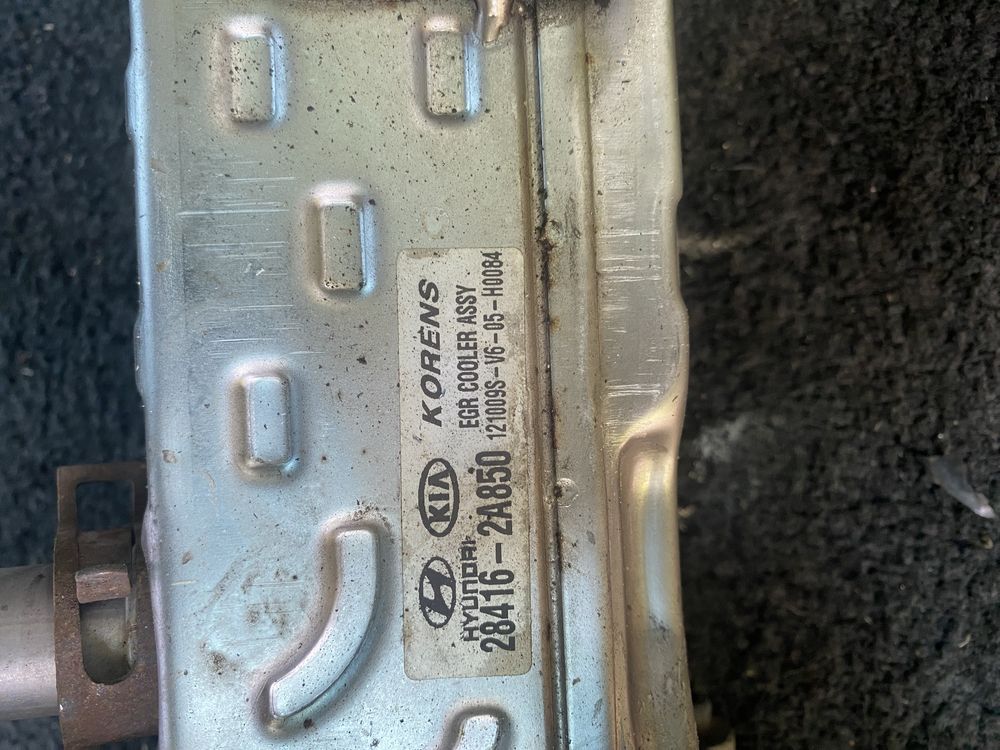 KORENS
KIA
HYUNDAI
EGR COOLER ASSY
28416-2A850
121009S-V6-05-H0084